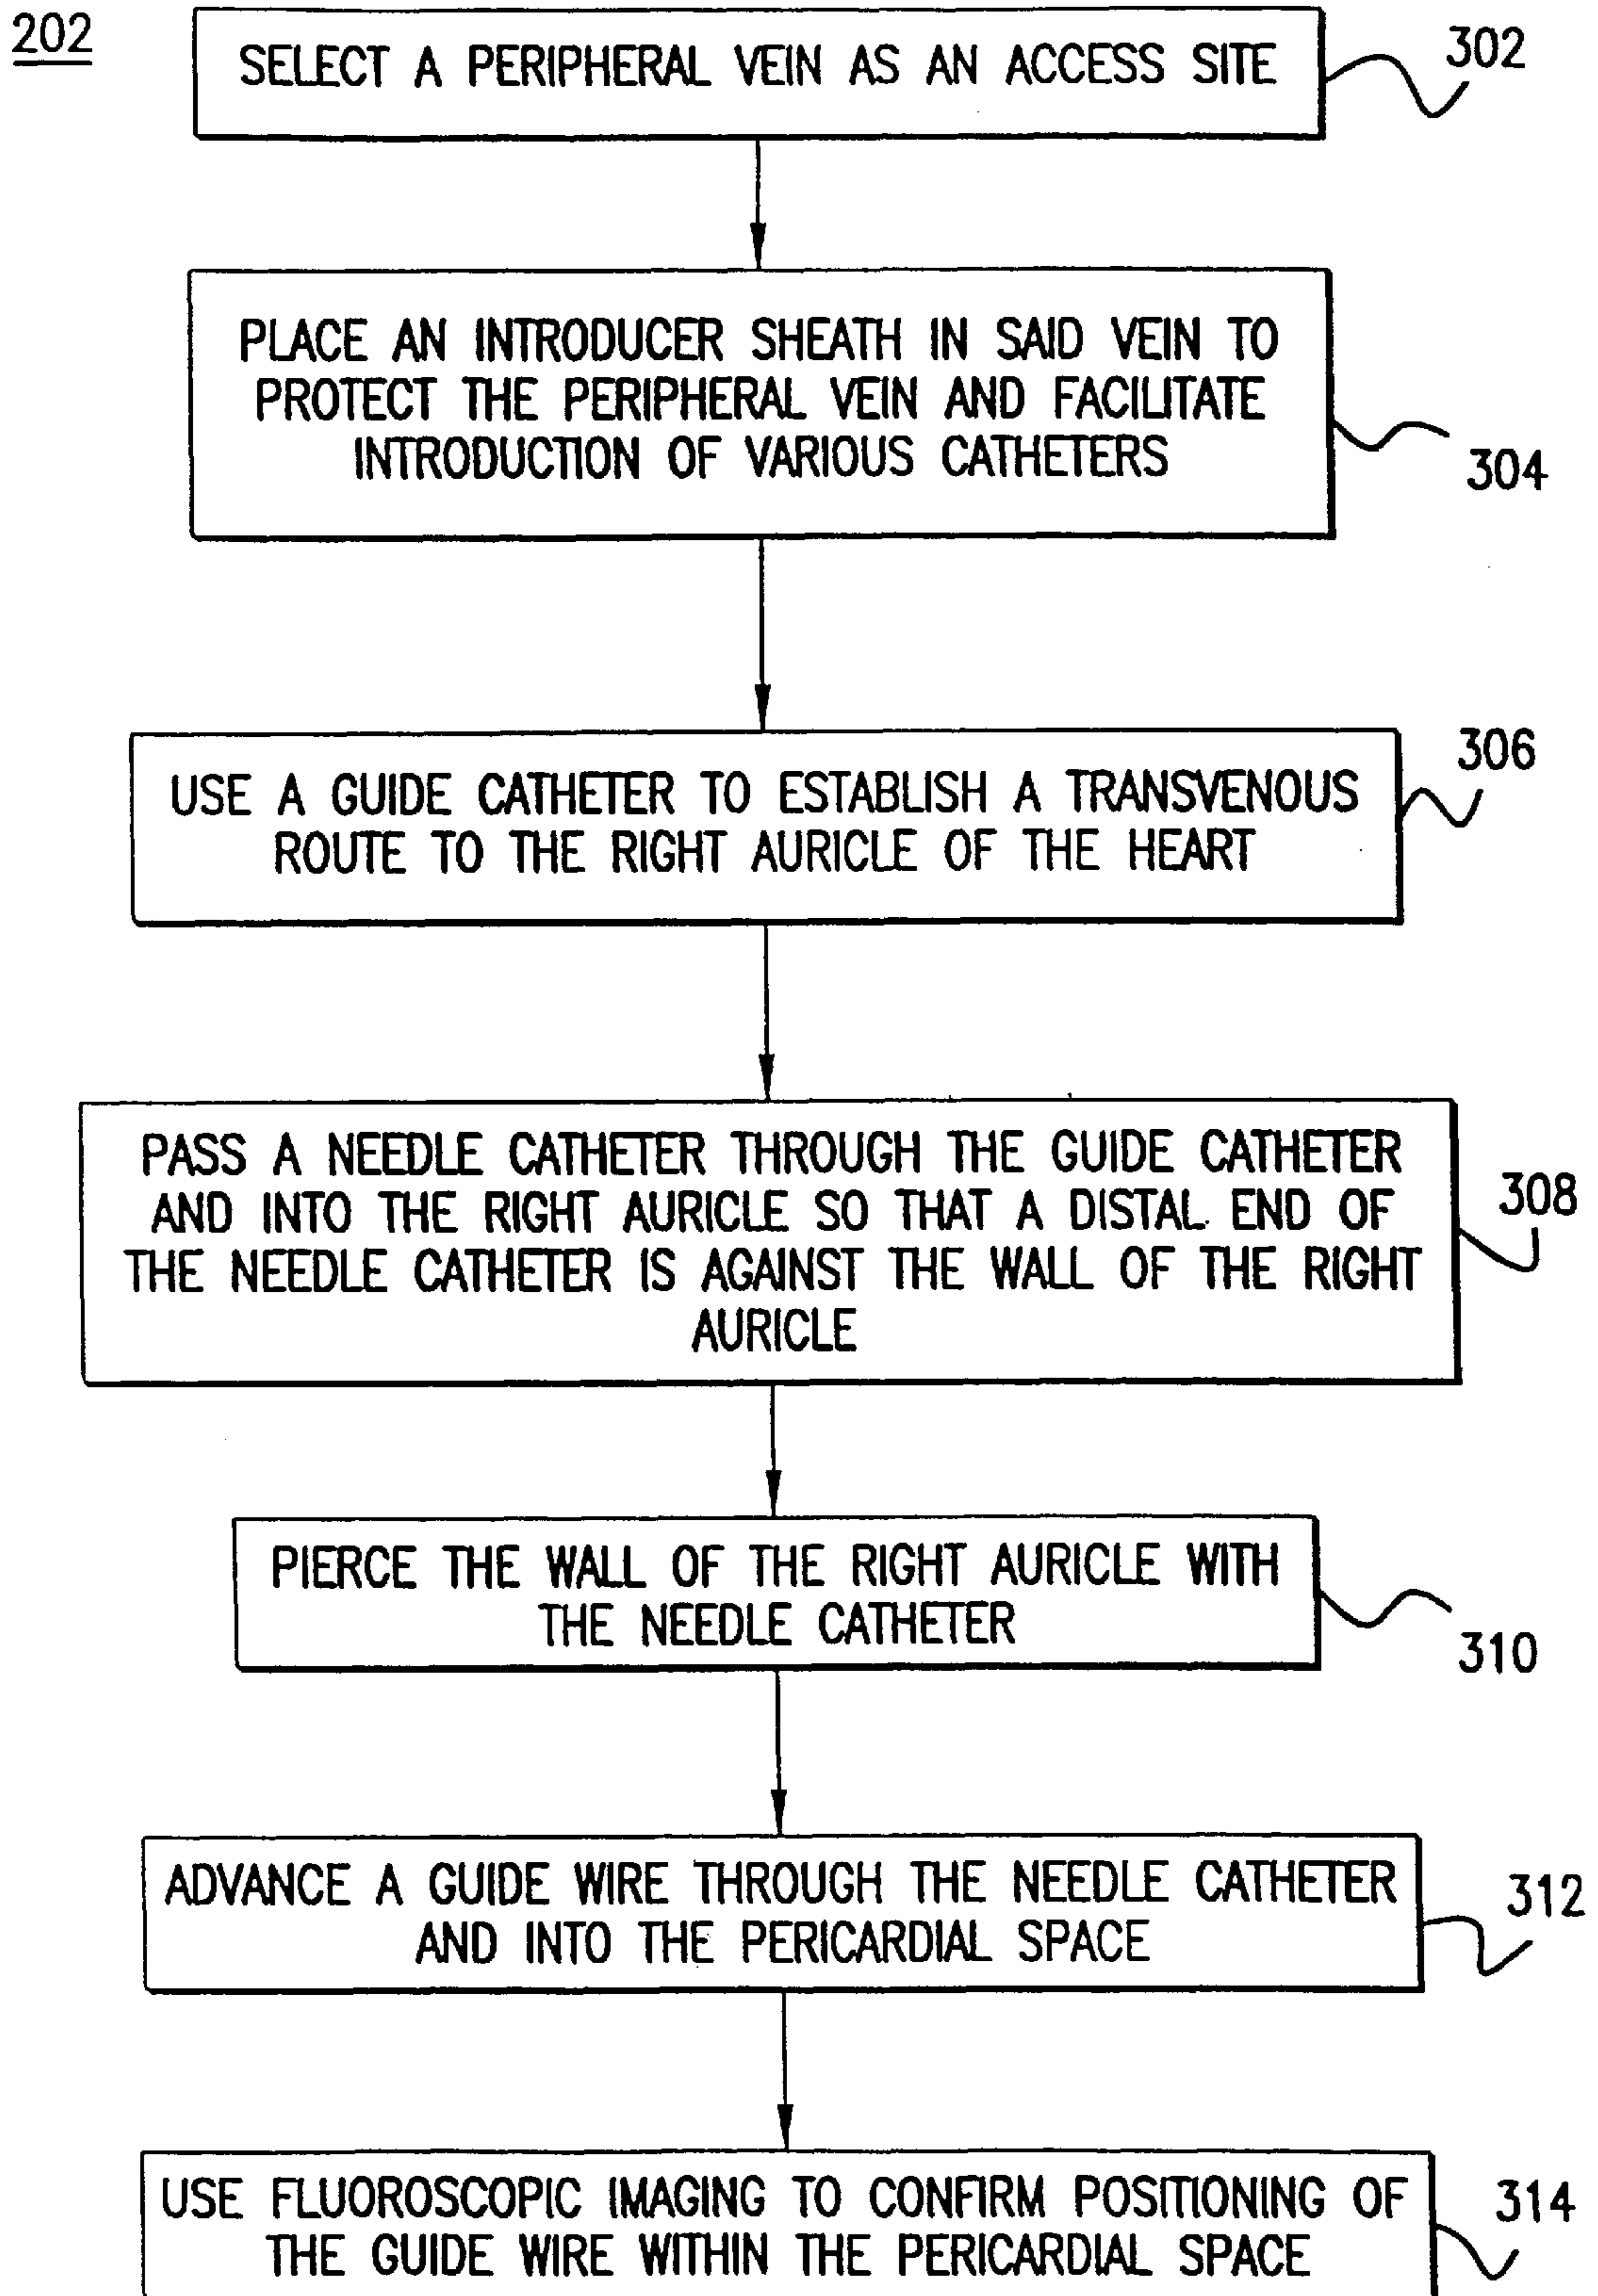 202
SELECT A PERIPHERAL VEIN AS AN ACCESS SITE
302
PLACE AN INTRODUCER SHEATH IN SAID VEIN TO
PROTECT THE PERIPHERAL VEIN AND FACILITATE
INTRODUCTION OF VARIOUS CATHETERS
304
USE A GUIDE CATHETER TO ESTABLISH A TRANSVENOUS
ROUTE TO THE RIGHT AURICLE OF THE HEART
306
PASS A NEEDLE CATHETER THROUGH THE GUIDE CATHETER
AND INTO THE RIGHT AURICLE SO THAT A DISTAL END OF
THE NEEDLE CATHETER IS AGAINST THE WALL OF THE RIGHT
AURICLE
308
PIERCE THE WALL OF THE RIGHT AURICLE WITH
THE NEEDLE CATHETER
310
ADVANCE A GUIDE WIRE THROUGH THE NEEDLE CATHETER
AND INTO THE PERICARDIAL SPACE
312
USE FLUOROSCOPIC IMAGING TO CONFIRM POSITIONING OF
THE GUIDE WIRE WITHIN THE PERICARDIAL SPACE
314